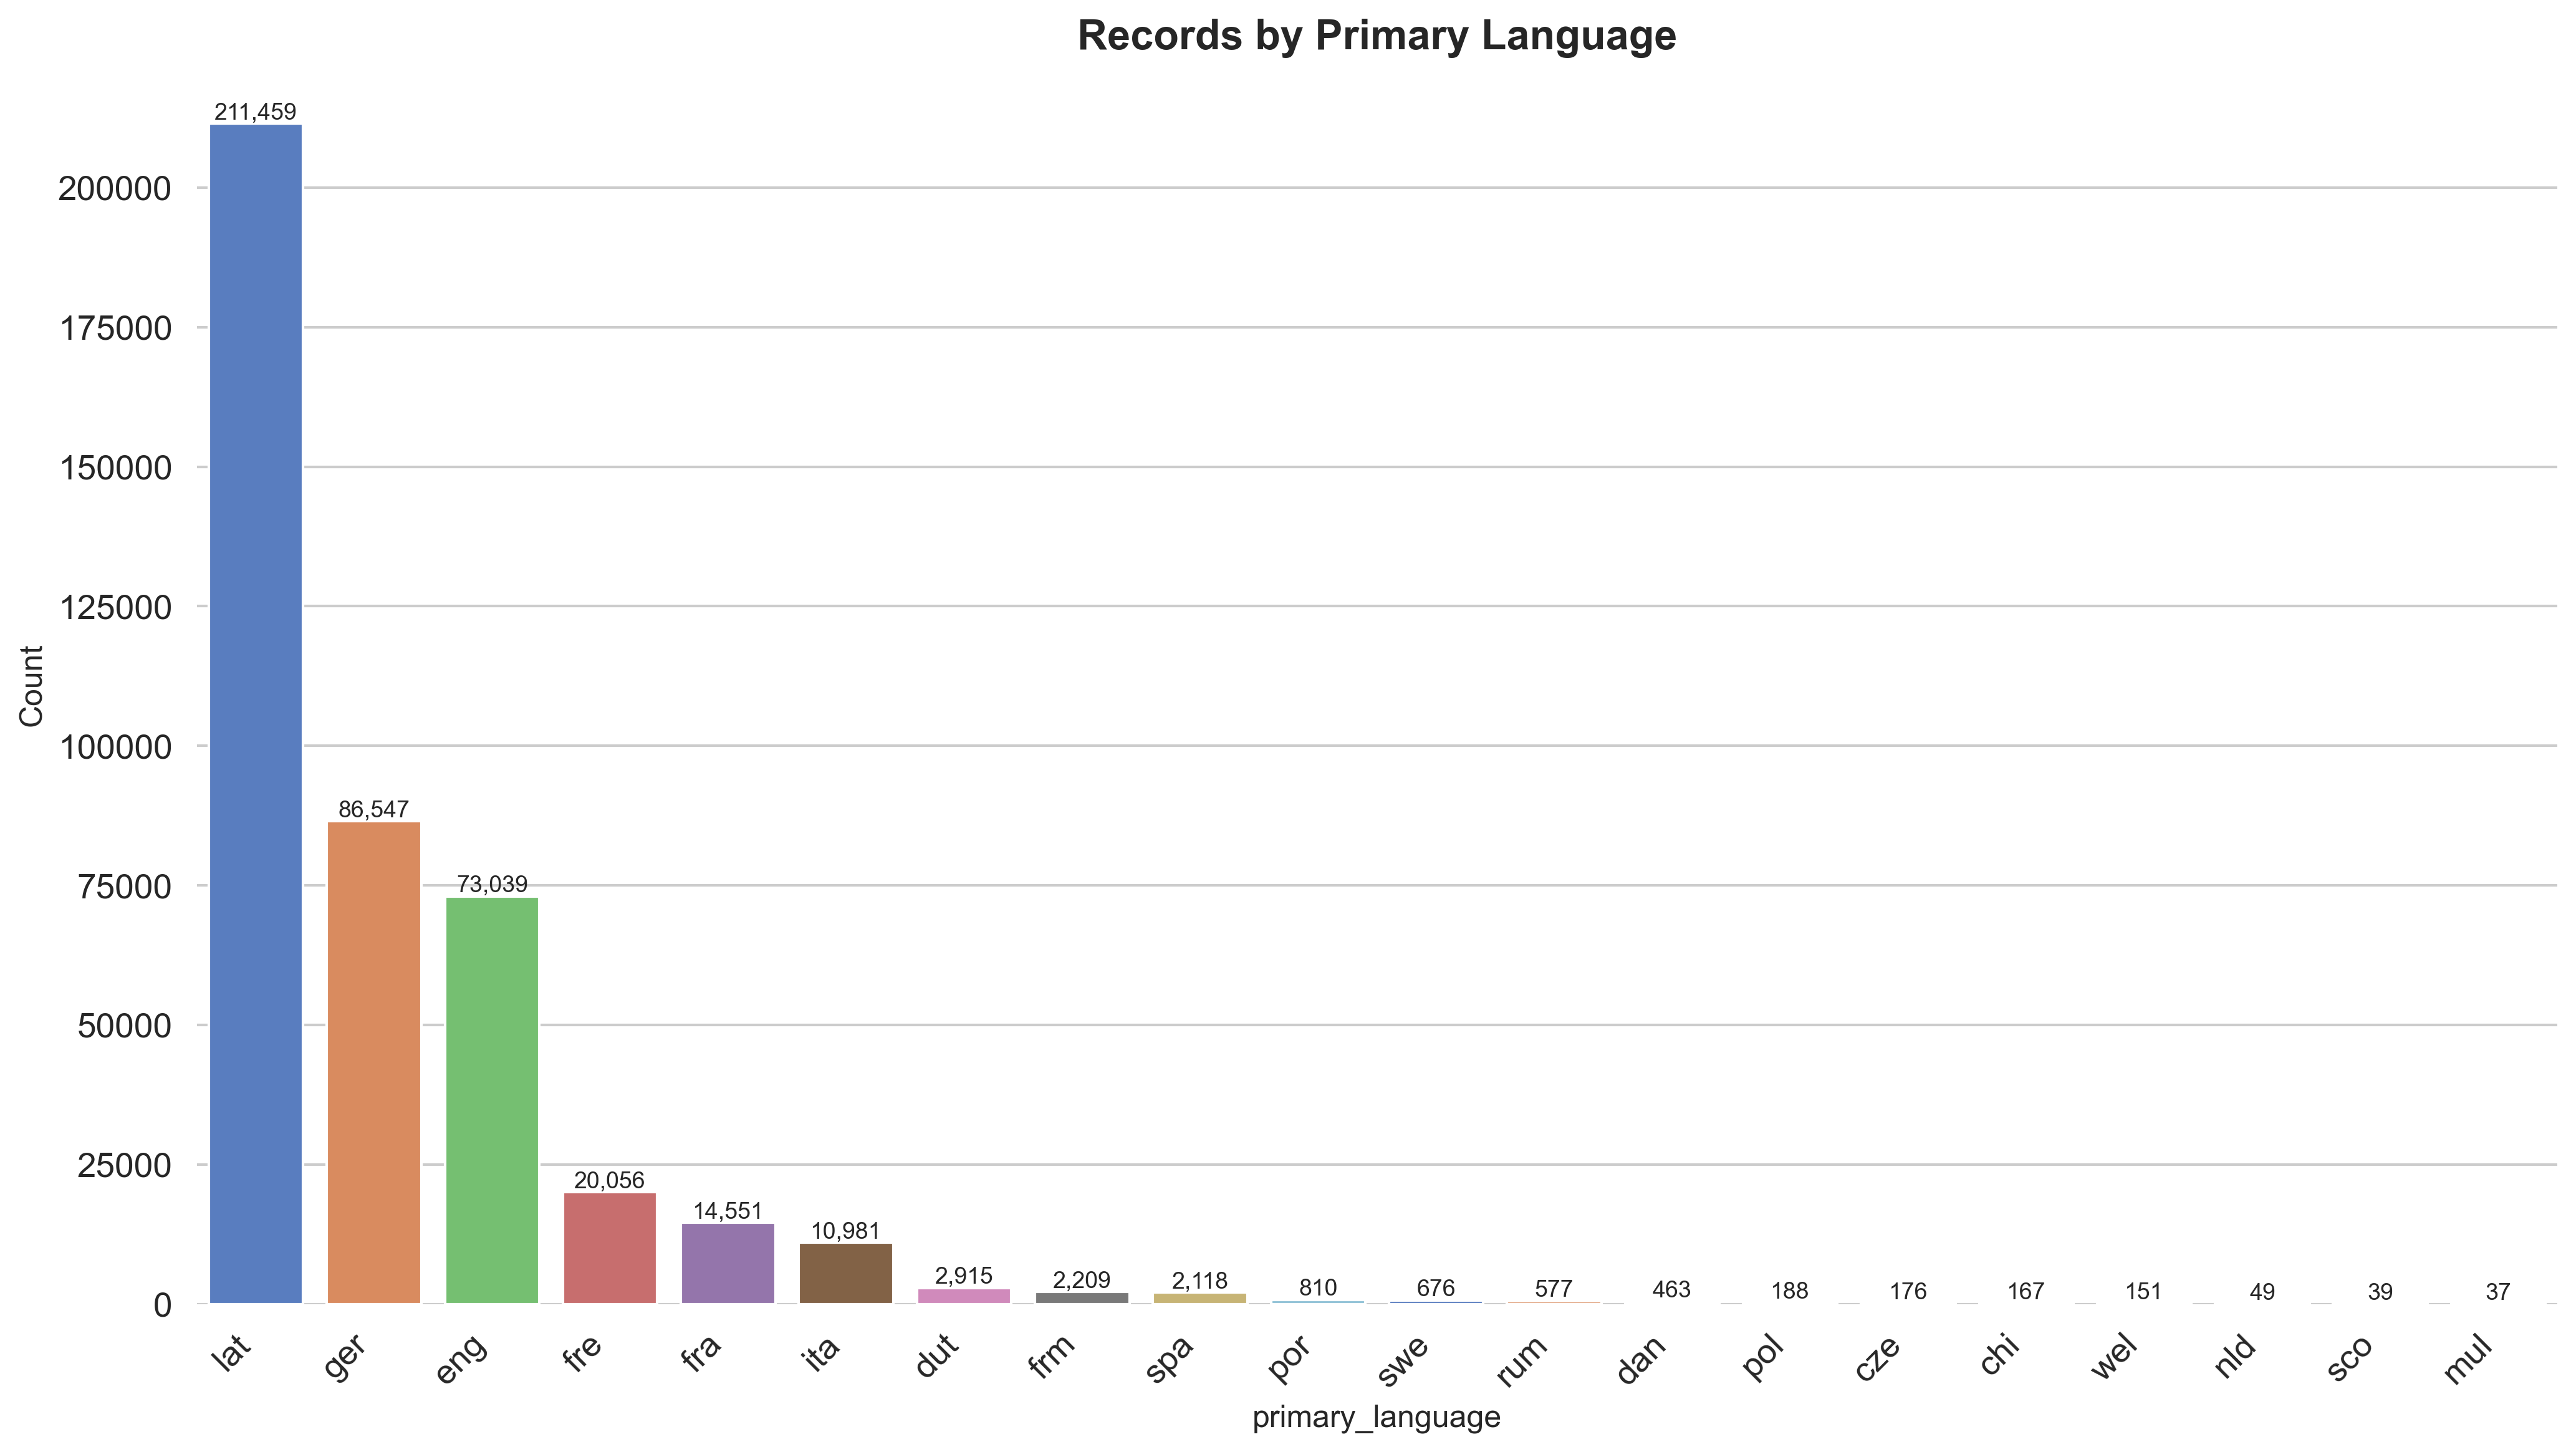 Records by Primary Language
211,459
200000
175000
150000
125000
100000
86,547
75000
73,039
50000
25000
20,056
14,551
10,981
2,915
2,209
2,118
810
676
577
463
188
176
167
151
49
39
37
0
Count
lat
ger
eng
fre
fra
ita
dut
frm
spa
por
swe
rum
dan
pol
cze
chi
wel
nld
sco
mul
primary_language